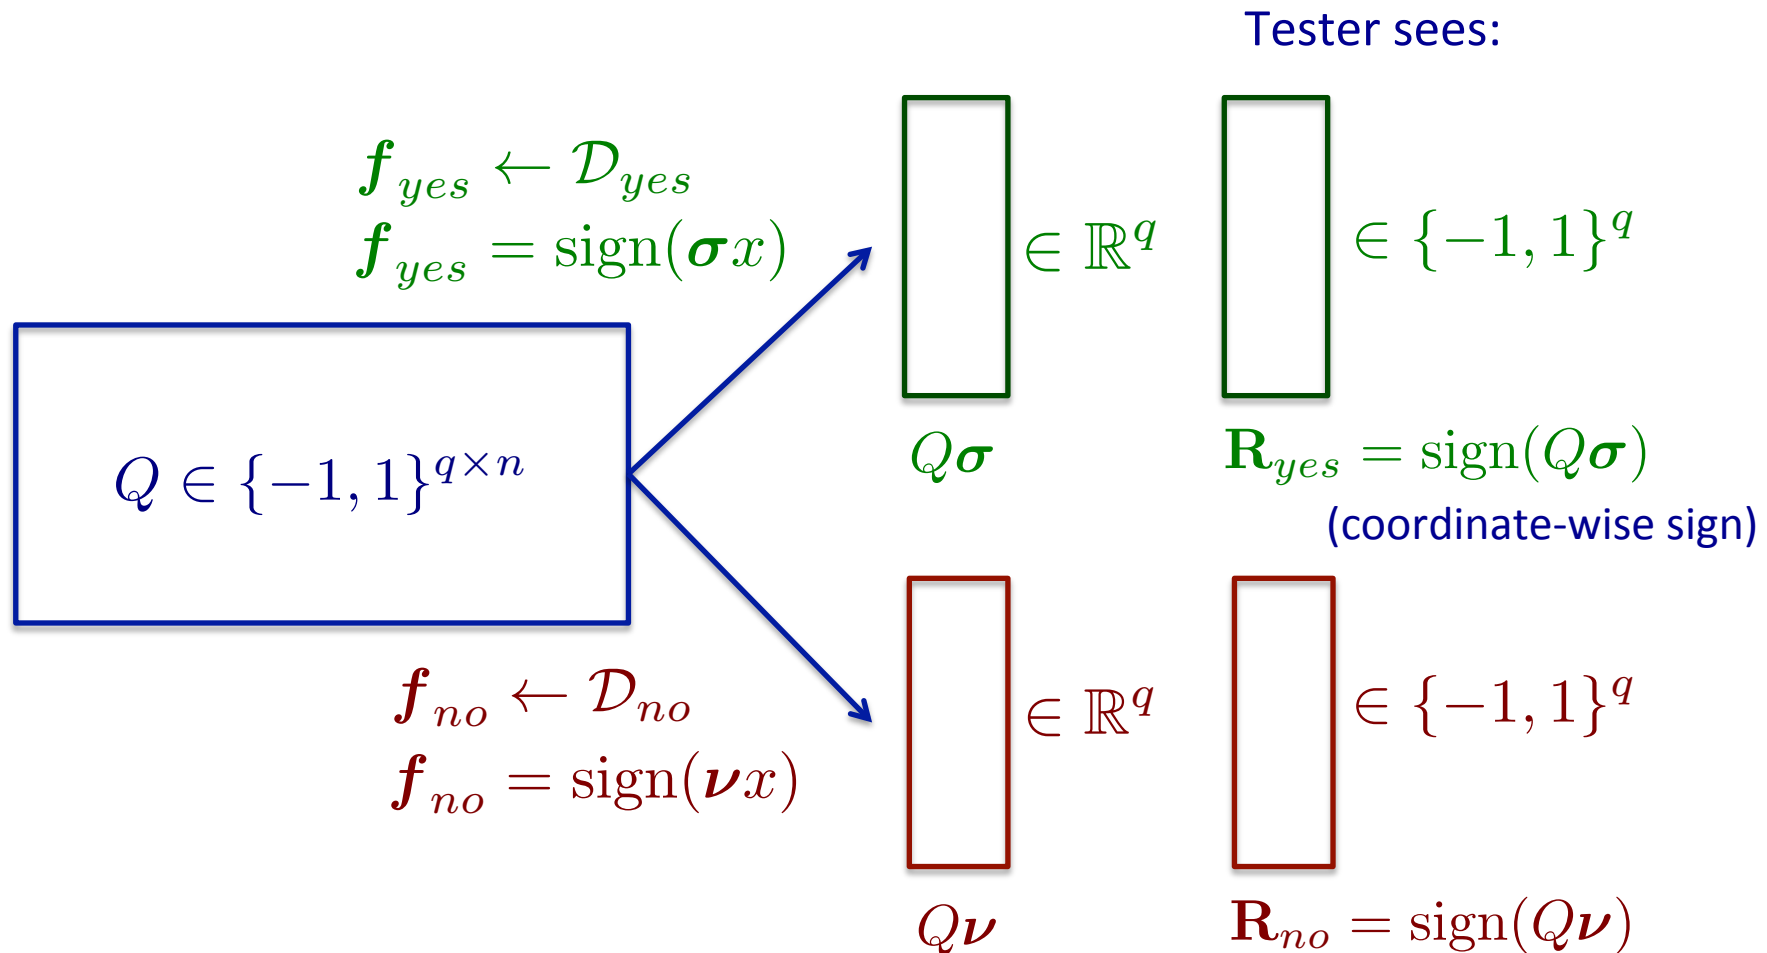 Tester sees:
𝒇_yes ← 𝒟_yes
𝒇_yes = sign(𝝈x)
∈ ℝ^q
∈ {−1, 1}^q
Q ∈ {−1, 1}^{q×n}
Q𝝈
𝐑_yes = sign(Q𝝈)
(coordinate-wise sign)
𝒇_no ← 𝒟_no
𝒇_no = sign(𝝂x)
∈ ℝ^q
∈ {−1, 1}^q
Q𝝂
𝐑_no = sign(Q𝝂)